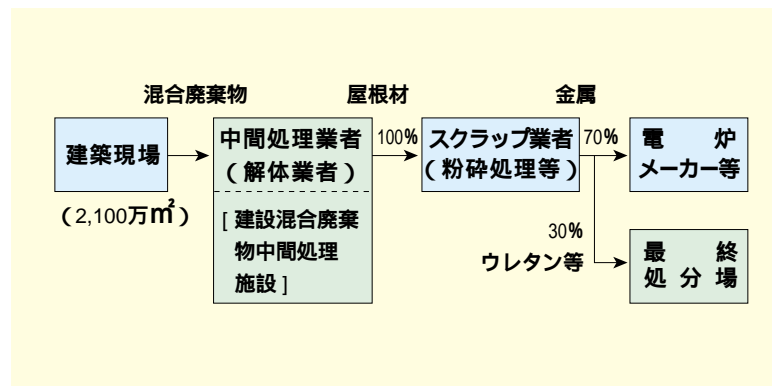 混合廃棄物
屋根材
金属
建築現場
(2,100万㎡)
中間処理業者
(解体業者)
[建設混合廃棄
物中間処理
施設]
100%
スクラップ業者
(粉砕処理等)
70%
電炉
メーカー等
30%
ウレタン等
最終
処分場